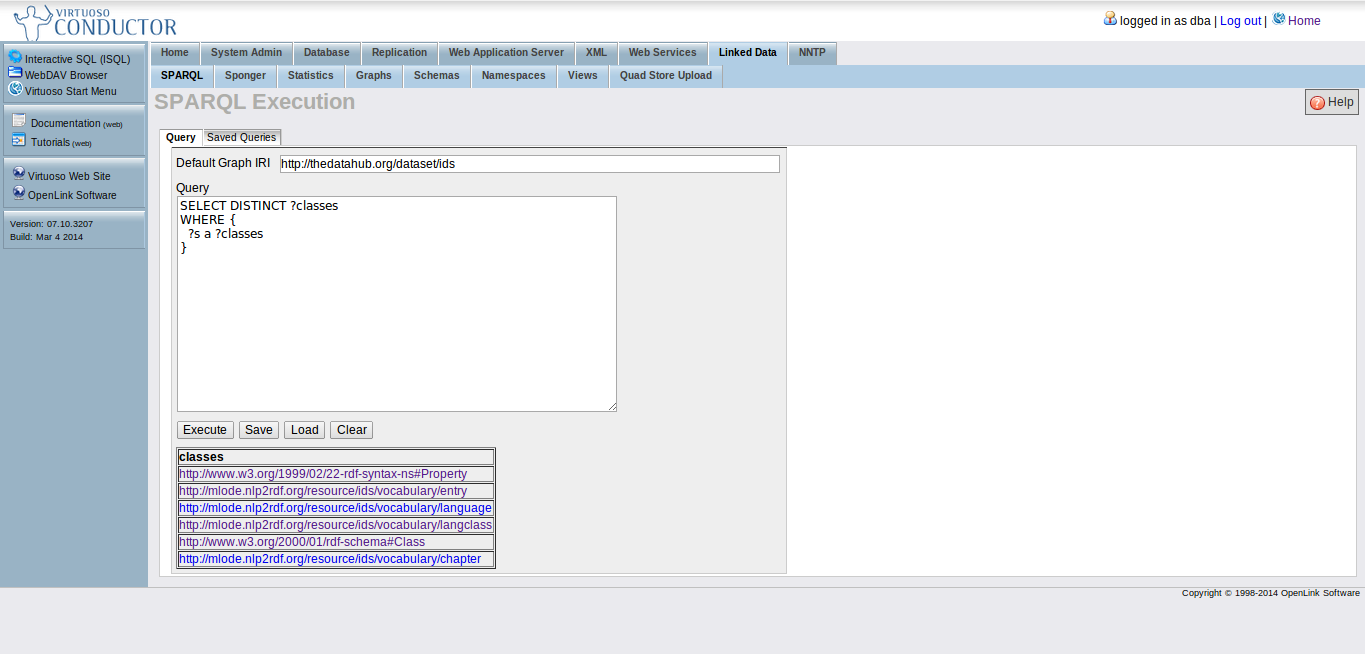 VIRTUOSO
CONDUCTOR
logged in as dba | Log out | Home
Interactive SQL (ISQL)
WebDAV Browser
Virtuoso Start Menu
Documentation (web)
Tutorials (web)
Virtuoso Web Site
OpenLink Software
Version: 07.10.3207
Build: Mar 4 2014
Home System Admin Database Replication Web Application Server XML Web Services Linked Data NNTP
SPARQL Sponger Statistics Graphs Schemas Namespaces Views Quad Store Upload
SPARQL Execution
Help
Query Saved Queries
Default Graph IRI http://thedatahub.org/dataset/ids
Query
SELECT DISTINCT ?classes
WHERE {
?s a ?classes
}
Execute Save Load Clear
classes
http://www.w3.org/1999/02/22-rdf-syntax-ns#Property
http://mlode.nlp2rdf.org/resource/ids/vocabulary/entry
http://mlode.nlp2rdf.org/resource/ids/vocabulary/language
http://mlode.nlp2rdf.org/resource/ids/vocabulary/langclass
http://www.w3.org/2000/01/rdf-schema#Class
http://mlode.nlp2rdf.org/resource/ids/vocabulary/chapter
Copyright © 1998-2014 OpenLink Software